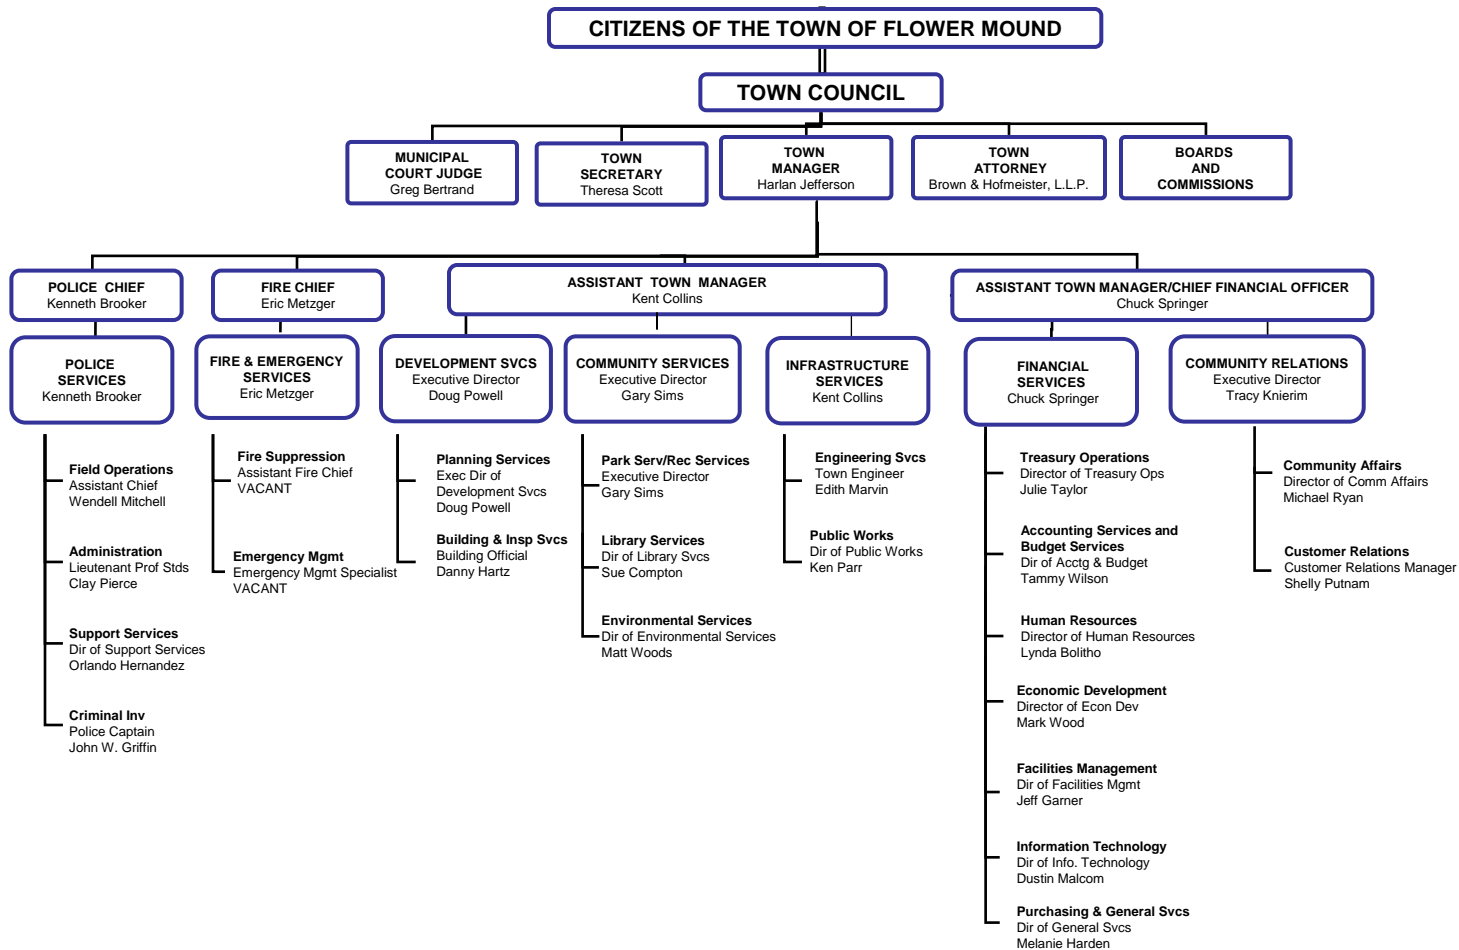 CITIZENS OF THE TOWN OF FLOWER MOUND
TOWN COUNCIL
MUNICIPAL
COURT JUDGE
Greg Bertrand
TOWN
SECRETARY
Theresa Scott
TOWN
MANAGER
Harlan Jefferson
TOWN
ATTORNEY
Brown & Hofmeister, L.L.P.
BOARDS
AND
COMMISSIONS
POLICE CHIEF
Kenneth Brooker
FIRE CHIEF
Eric Metzger
ASSISTANT TOWN MANAGER
Kent Collins
ASSISTANT TOWN MANAGER/CHIEF FINANCIAL OFFICER
Chuck Springer
POLICE
SERVICES
Kenneth Brooker
FIRE & EMERGENCY
SERVICES
Eric Metzger
DEVELOPMENT SVCS
Executive Director
Doug Powell
COMMUNITY SERVICES
Executive Director
Gary Sims
INFRASTRUCTURE
SERVICES
Kent Collins
FINANCIAL
SERVICES
Chuck Springer
COMMUNITY RELATIONS
Executive Director
Tracy Knierim
Field Operations
Assistant Chief
Wendell Mitchell
Administration
Lieutenant Prof Stds
Clay Pierce
Support Services
Dir of Support Services
Orlando Hernandez
Criminal Inv
Police Captain
John W. Griffin
Fire Suppression
Assistant Fire Chief
VACANT
Emergency Mgmt
Emergency Mgmt Specialist
VACANT
Planning Services
Exec Dir of
Development Svcs
Doug Powell
Building & Insp Svcs
Building Official
Danny Hartz
Park Serv/Rec Services
Executive Director
Gary Sims
Library Services
Dir of Library Svcs
Sue Compton
Environmental Services
Dir of Environmental Services
Matt Woods
Engineering Svcs
Town Engineer
Edith Marvin
Public Works
Dir of Public Works
Ken Parr
Treasury Operations
Director of Treasury Ops
Julie Taylor
Accounting Services and
Budget Services
Dir of Acctg & Budget
Tammy Wilson
Human Resources
Director of Human Resources
Lynda Bolitho
Economic Development
Director of Econ Dev
Mark Wood
Facilities Management
Dir of Facilities Mgmt
Jeff Garner
Information Technology
Dir of Info. Technology
Dustin Malcom
Purchasing & General Svcs
Dir of General Svcs
Melanie Harden
Community Affairs
Director of Comm Affairs
Michael Ryan
Customer Relations
Customer Relations Manager
Shelly Putnam